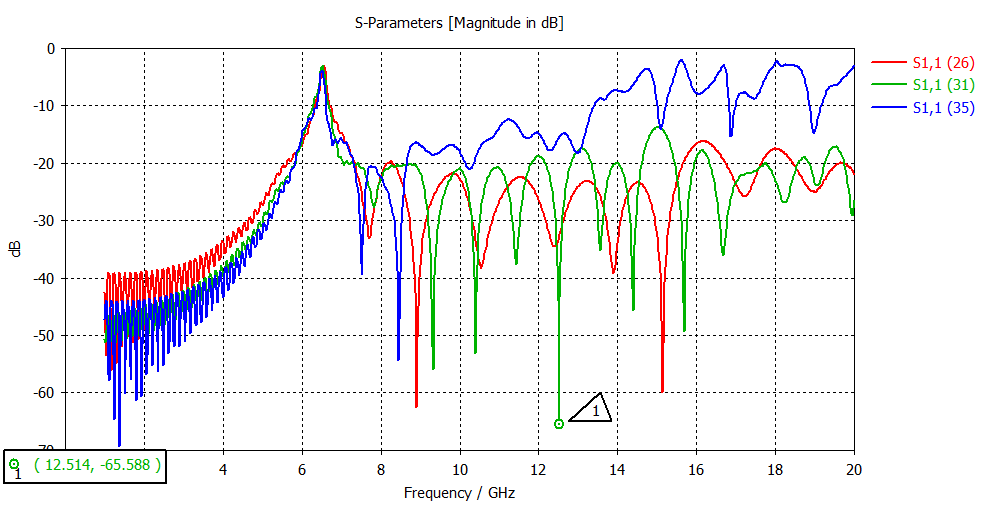 S-Parameters [Magnitude in dB]
S1,1 (26)
S1,1 (31)
S1,1 (35)
0
-10
-20
-30
-40
-50
-60
dB
1
1
( 12.514, -65.588 )
4
6
8
10
12
14
16
18
20
Frequency / GHz